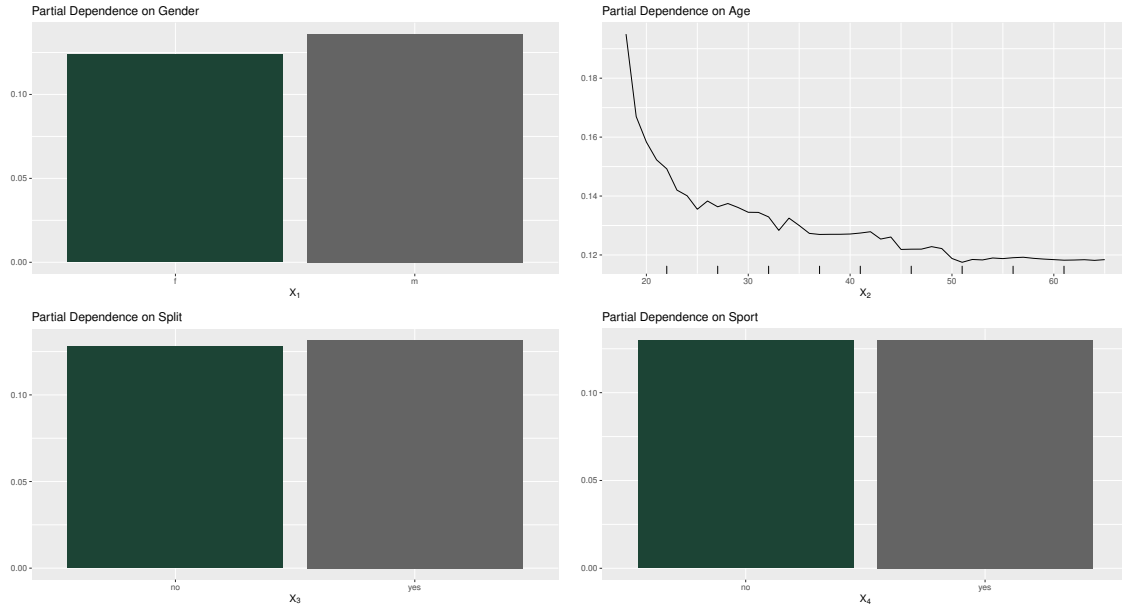 Partial Dependence on Gender
0.10
0.05
0.00
f
m
X₁
Partial Dependence on Age
0.18
0.16
0.14
0.12
20
30
40
50
60
X₂
Partial Dependence on Split
0.10
0.05
0.00
no
yes
X₃
Partial Dependence on Sport
0.10
0.05
0.00
no
yes
X₄